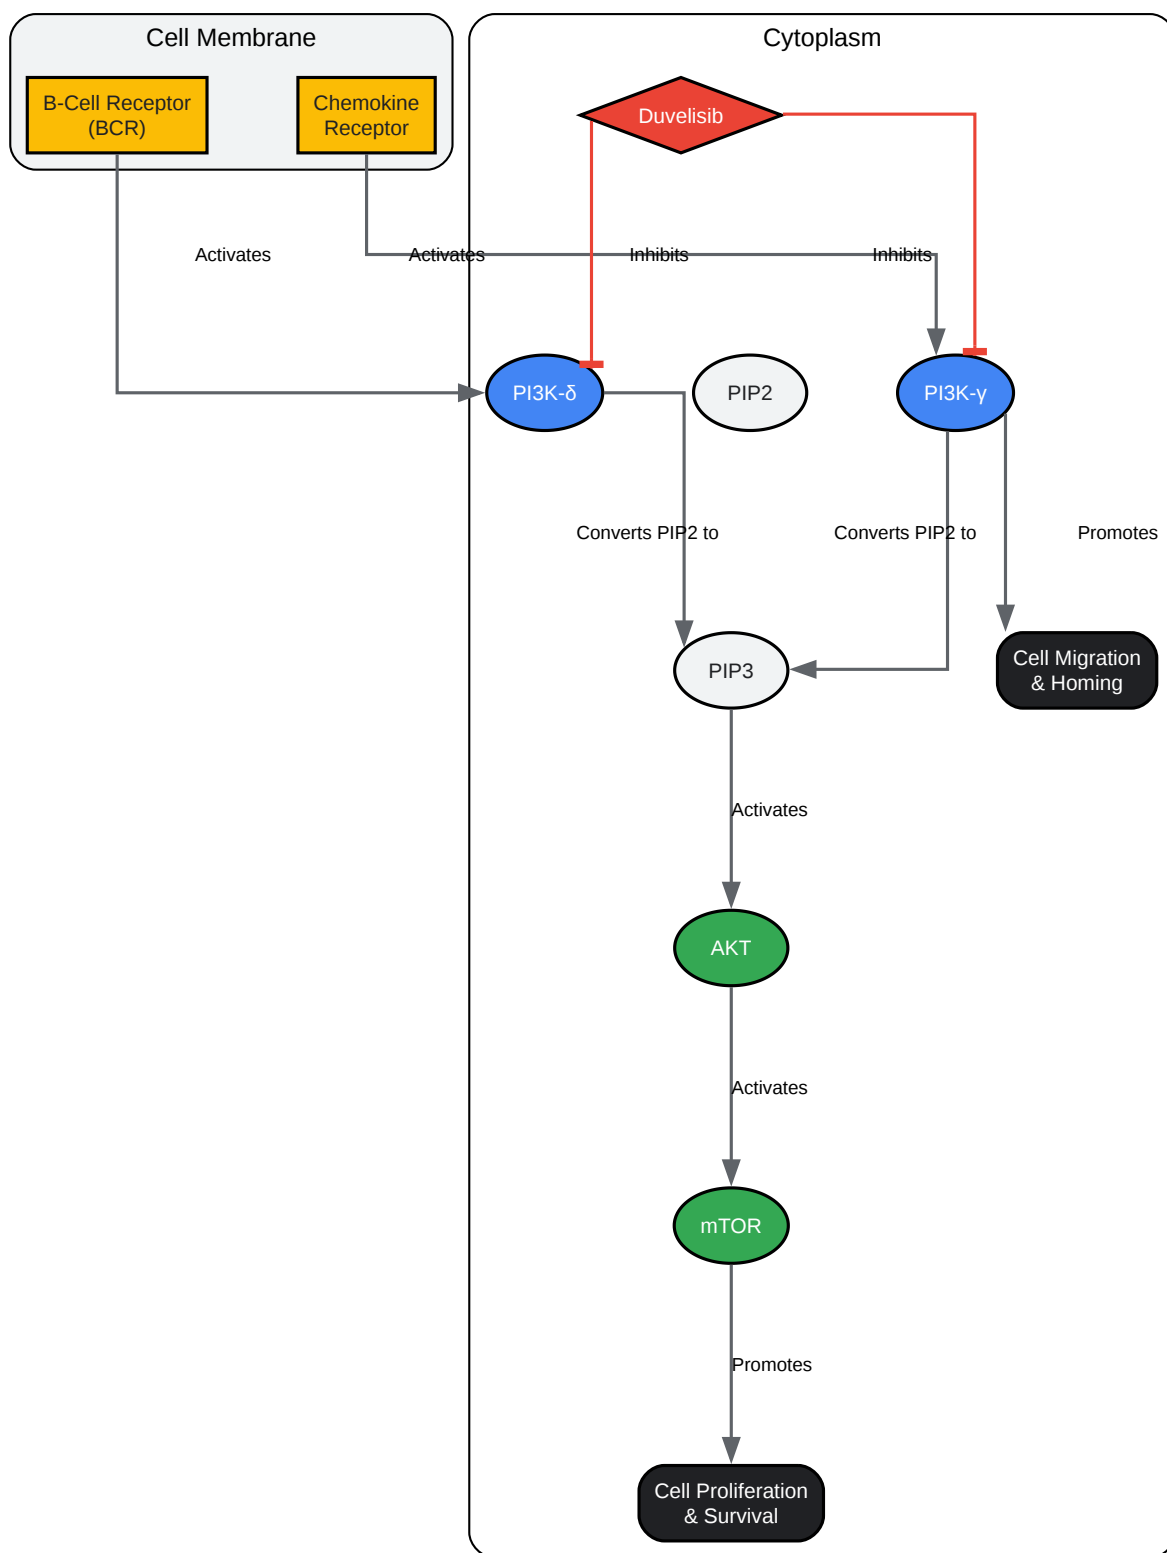 Cell Membrane
Cytoplasm
B-Cell Receptor
(BCR)
Chemokine
Receptor
Duvelisib
Activates
Activates
Inhibits
Inhibits
PI3K-δ
PIP2
PI3K-γ
Converts PIP2 to
Converts PIP2 to
Promotes
PIP3
Cell Migration
& Homing
Activates
AKT
Activates
mTOR
Promotes
Cell Proliferation
& Survival